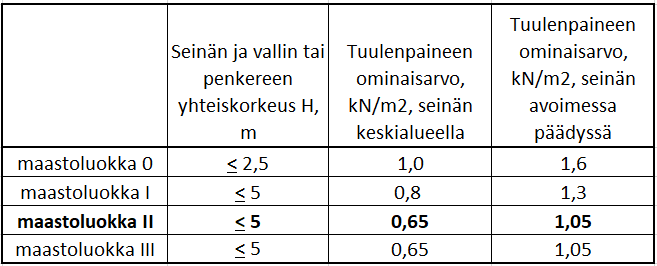 Seinän ja vallin tai
penkereen
yhteiskorkeus H,
m
Tuulenpaineen
ominaisarvo,
kN/m2, seinän
keskialueella
Tuulenpaineen
ominaisarvo,
kN/m2, seinän
avoimessa
päädyssä
maastoluokka 0 ≤ 2,5 1,0 1,6
maastoluokka I ≤ 5 0,8 1,3
maastoluokka II ≤ 5 0,65 1,05
maastoluokka III ≤ 5 0,65 1,05